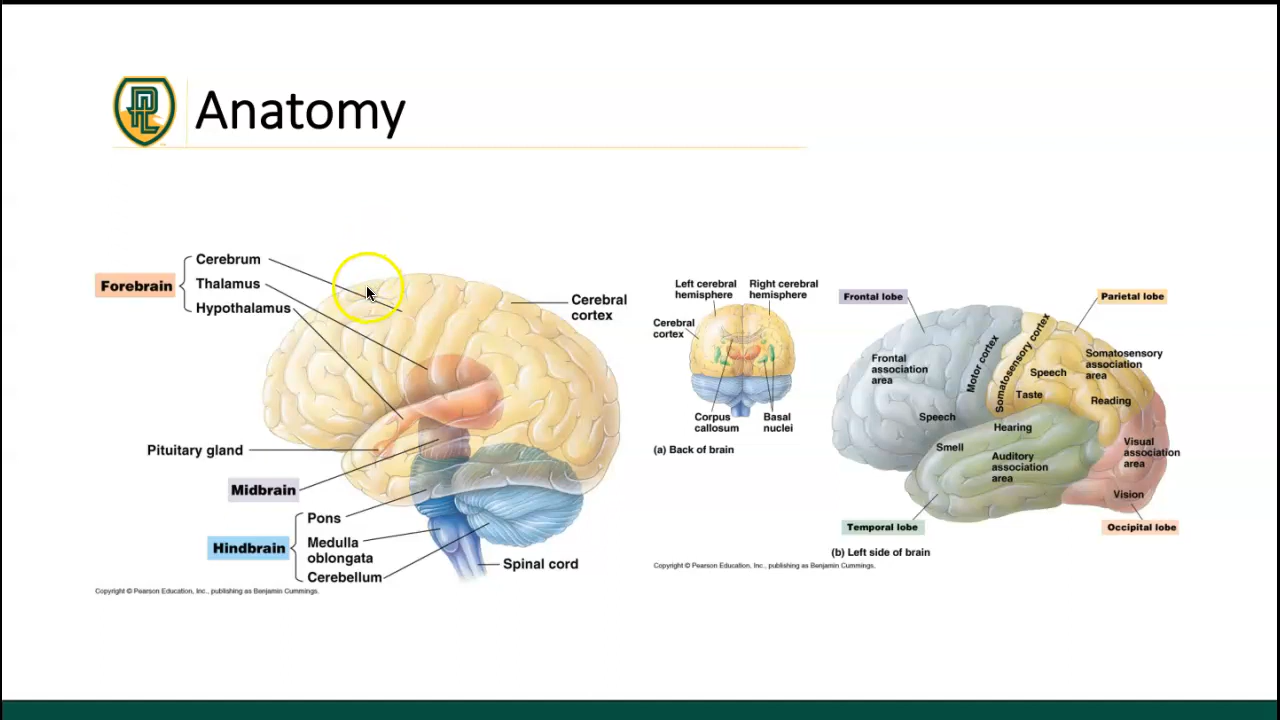 Anatomy
Forebrain
Cerebrum
Thalamus
Hypothalamus
Cerebral
cortex
Pituitary gland
Midbrain
Hindbrain
Pons
Medulla
oblongata
Cerebellum
Spinal cord
Copyright © Pearson Education, Inc., publishing as Benjamin Cummings.
Left cerebral
hemisphere
Right cerebral
hemisphere
Cerebral
cortex
Corpus
callosum
Basal
nuclei
(a) Back of brain
Frontal lobe
Parietal lobe
Frontal
association
area
Motor cortex
Somatosensory cortex
Speech
Taste
Somatosensory
association
area
Reading
Speech
Hearing
Smell
Auditory
association
area
Visual
association
area
Vision
Temporal lobe
Occipital lobe
(b) Left side of brain
Copyright © Pearson Education, Inc., publishing as Benjamin Cummings.